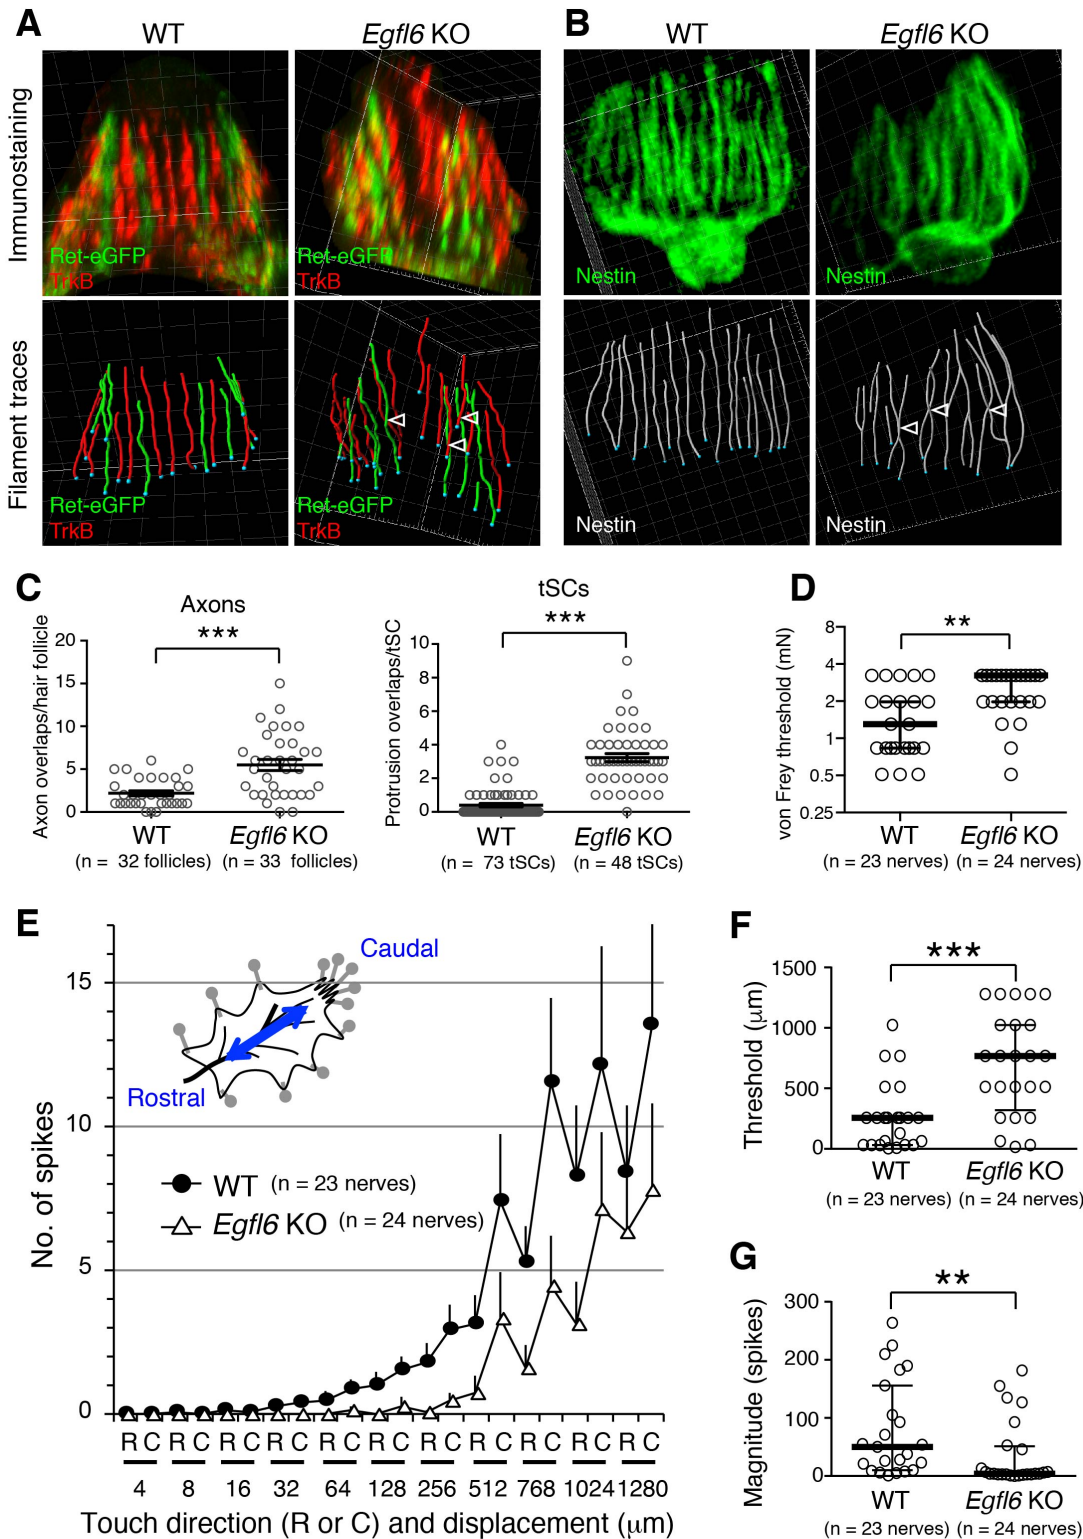 A
WT
Egfl6 KO
B
WT
Egfl6 KO
Immunostaining
Ret-eGFP
TrkB
Ret-eGFP
TrkB
Nestin
Nestin
Filament traces
Ret-eGFP
TrkB
Ret-eGFP
TrkB
Nestin
Nestin
C
Axons
***
Axon overlaps/hair follicle
20
15
10
5
0
WT
Egfl6 KO
(n = 32 follicles)
(n = 33 follicles)
tSCs
***
Protrusion overlaps/tSC
10
8
6
4
2
0
WT
Egfl6 KO
(n = 73 tSCs)
(n = 48 tSCs)
D
**
von Frey threshold (mN)
8
4
2
1
0.5
0.25
WT
Egfl6 KO
(n = 23 nerves)
(n = 24 nerves)
E
Caudal
Rostral
No. of spikes
15
10
5
0
WT (n = 23 nerves)
Egfl6 KO (n = 24 nerves)
R C R C R C R C R C R C R C R C R C R C R C
4 8 16 32 64 128 256 512 768 1024 1280
Touch direction (R or C) and displacement (μm)
F
***
Threshold (μm)
1500
1000
500
0
WT
Egfl6 KO
(n = 23 nerves)
(n = 24 nerves)
G
**
Magnitude (spikes)
300
200
100
0
WT
Egfl6 KO
(n = 23 nerves)
(n = 24 nerves)